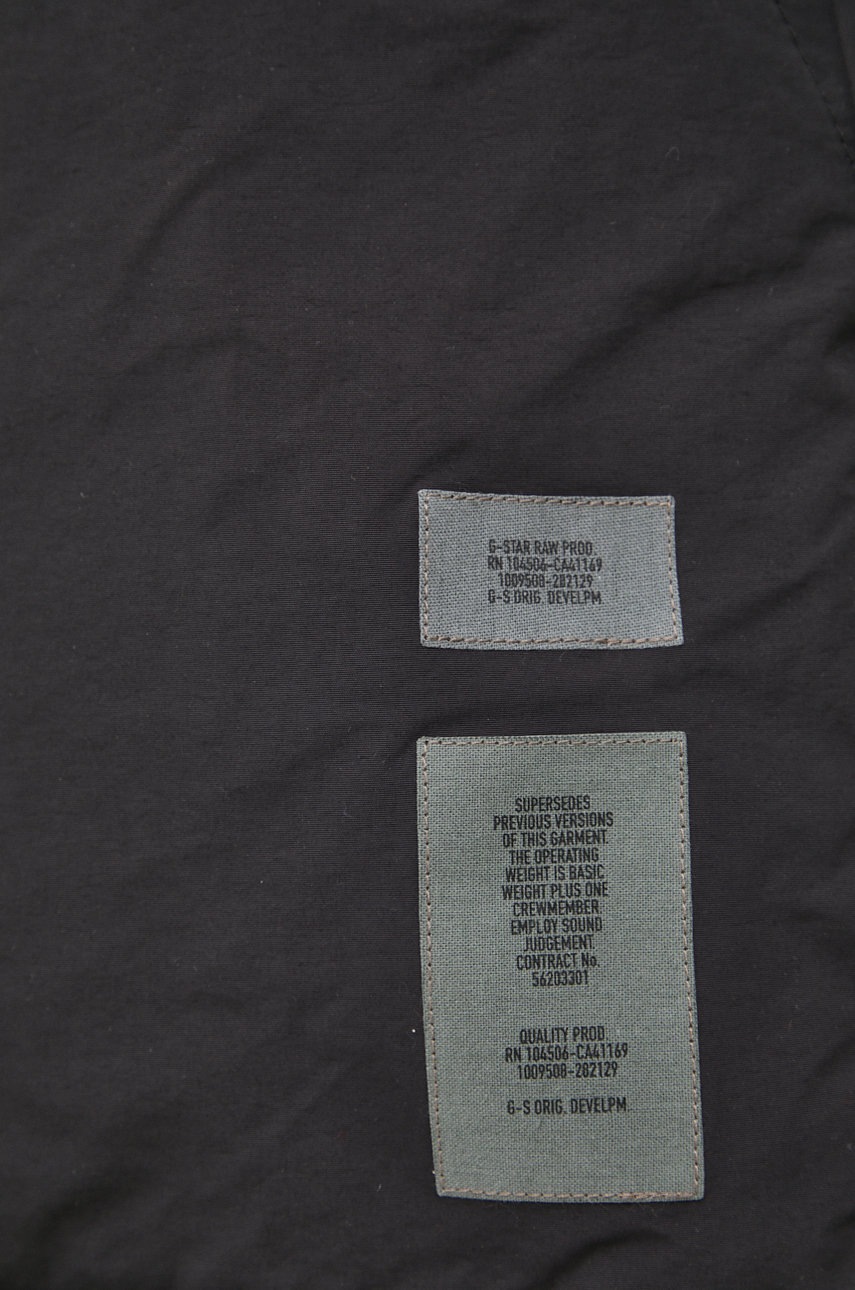 G-STAR RAW PROD.
RN 104506-CA41169
1009508-282129
G-S ORIG. DEVELPM.
SUPERSEDES
PREVIOUS VERSIONS
OF THIS GARMENT.
THE OPERATING
WEIGHT IS BASIC
WEIGHT PLUS ONE
CREWMEMBER.
EMPLOY SOUND
JUDGEMENT.
CONTRACT No.
56203301
QUALITY PROD.
RN 104506-CA41169
1009508-282129
G-S ORIG. DEVELPM.